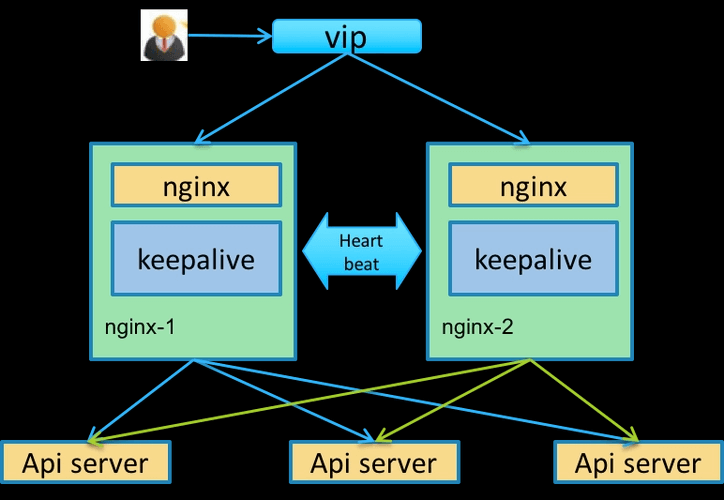 vip
nginx
keepalive
nginx-1
Heart
beat
nginx
keepalive
nginx-2
Api server
Api server
Api server